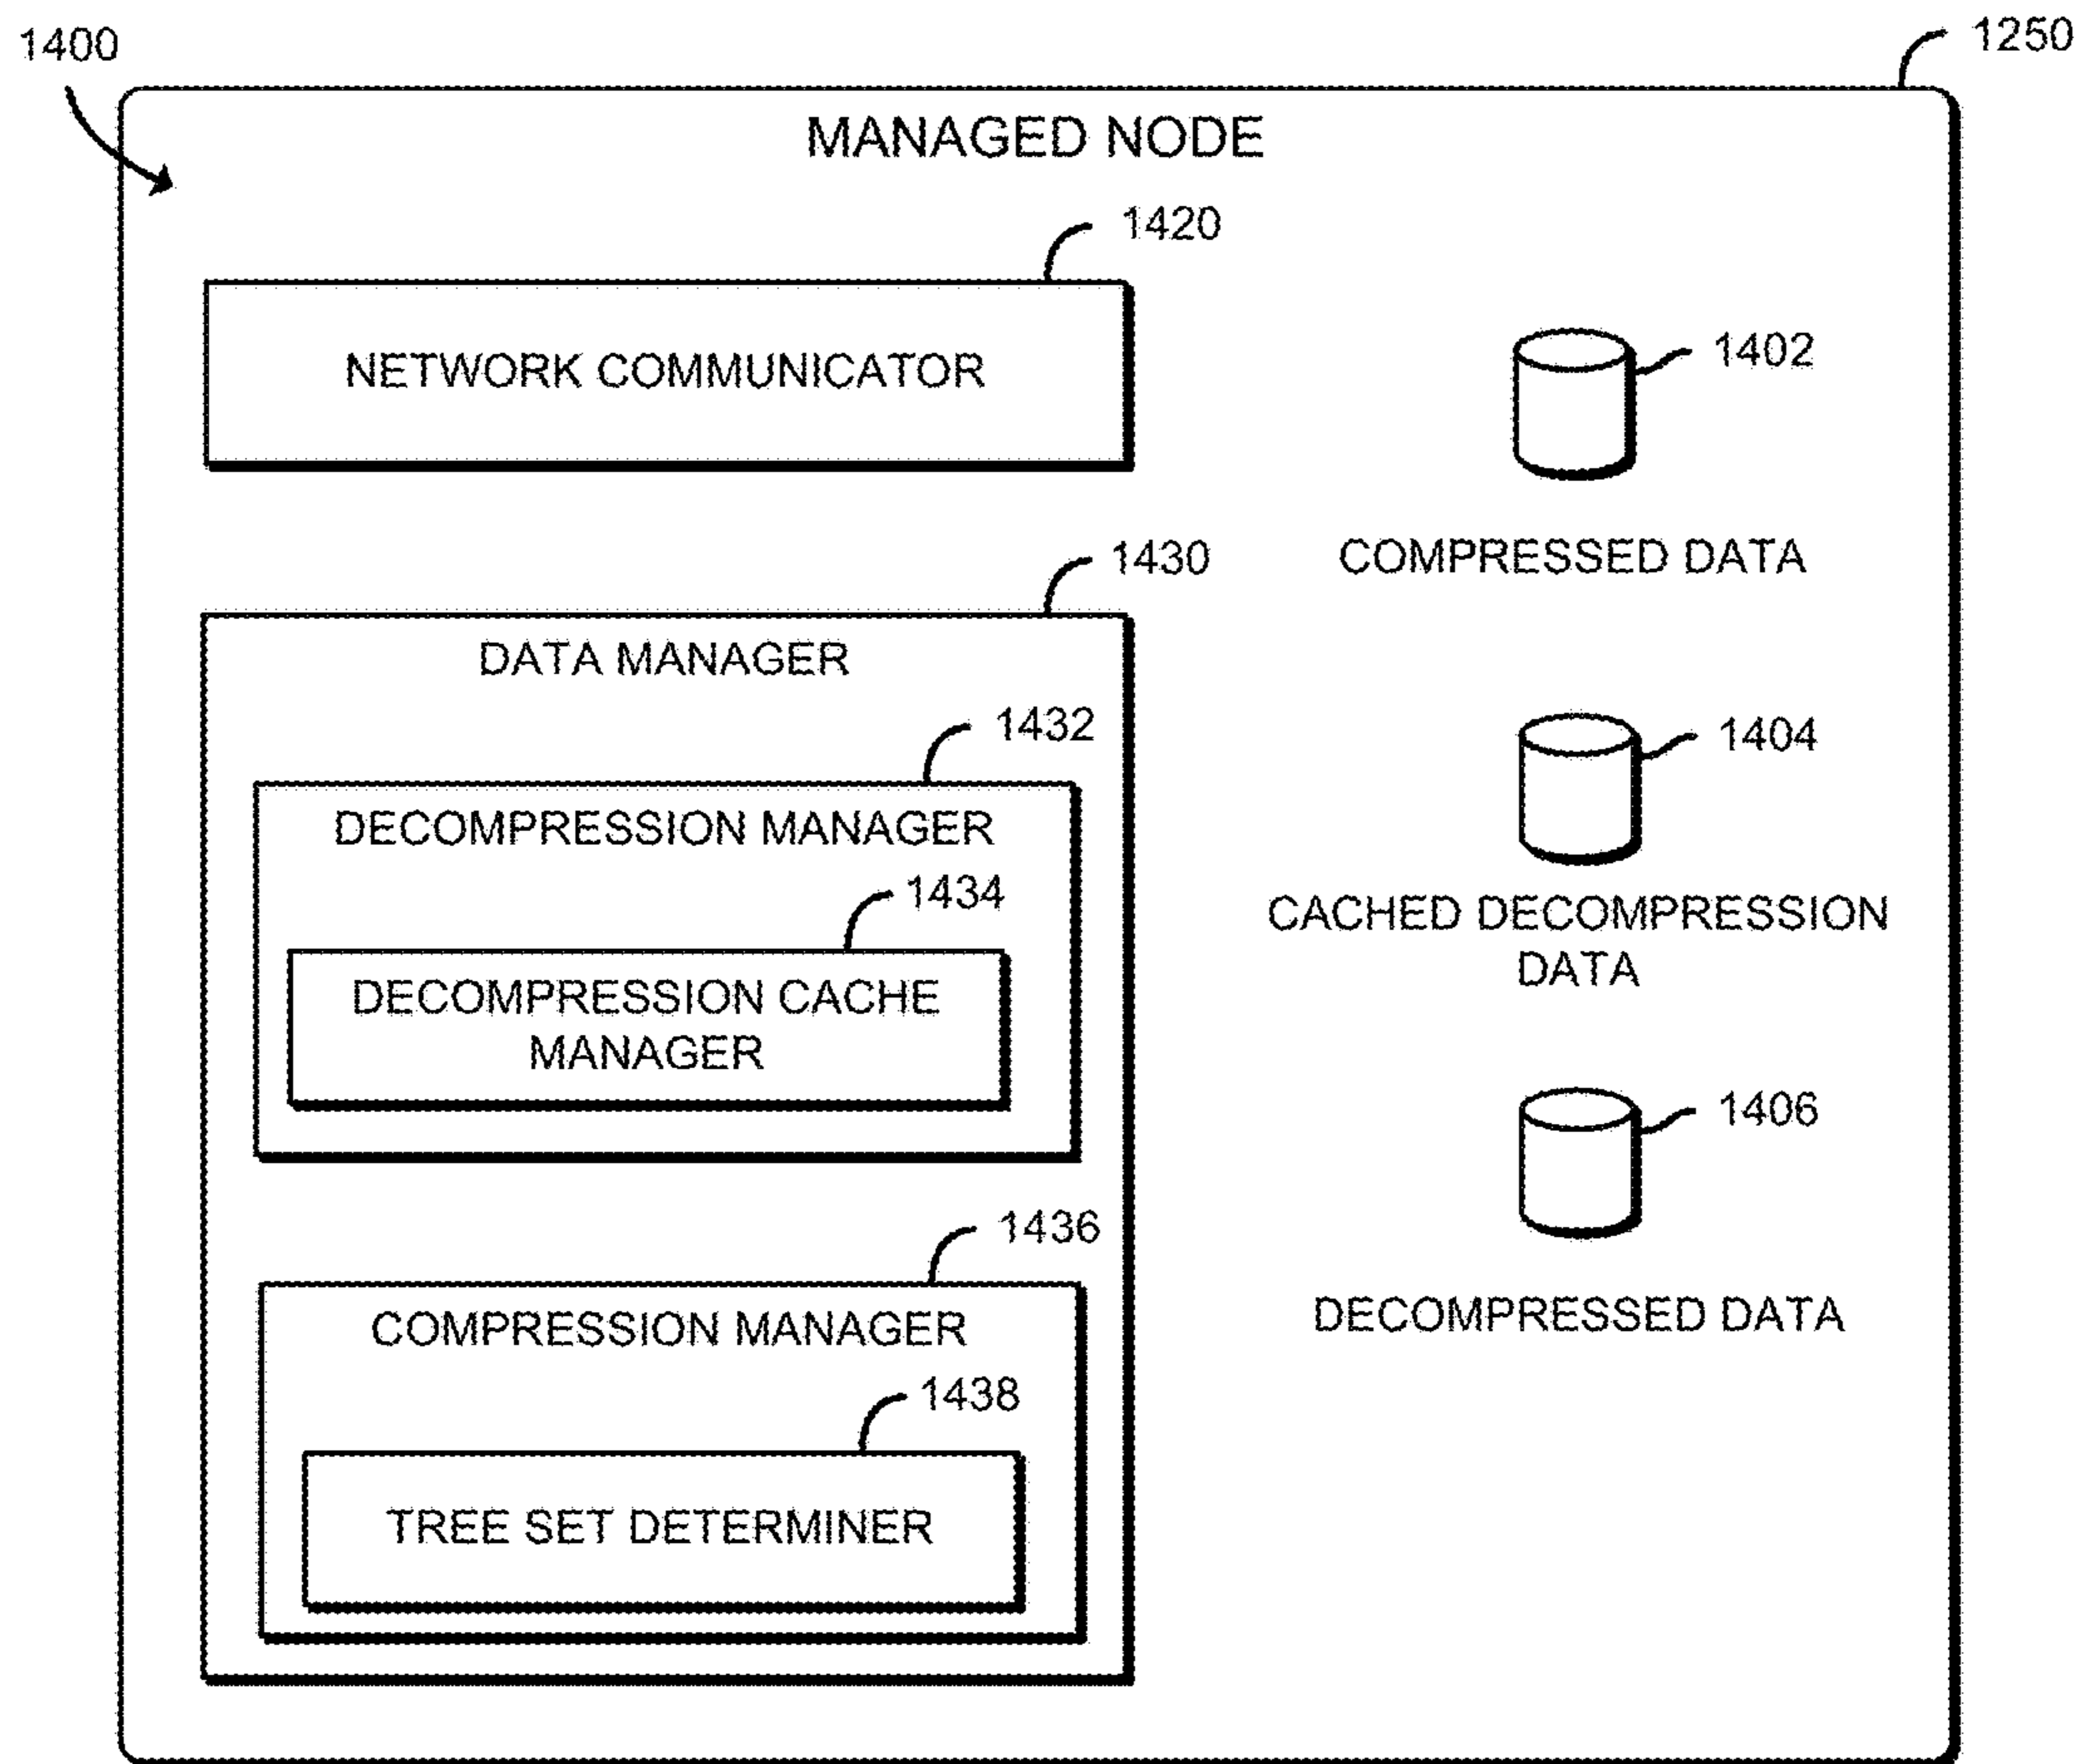 1400
1250
MANAGED NODE
1420
NETWORK COMMUNICATOR
1402
COMPRESSED DATA
1430
DATA MANAGER
1432
DECOMPRESSION MANAGER
1434
DECOMPRESSION CACHE
MANAGER
1404
CACHED DECOMPRESSION
DATA
1406
DECOMPRESSED DATA
1436
COMPRESSION MANAGER
1438
TREE SET DETERMINER